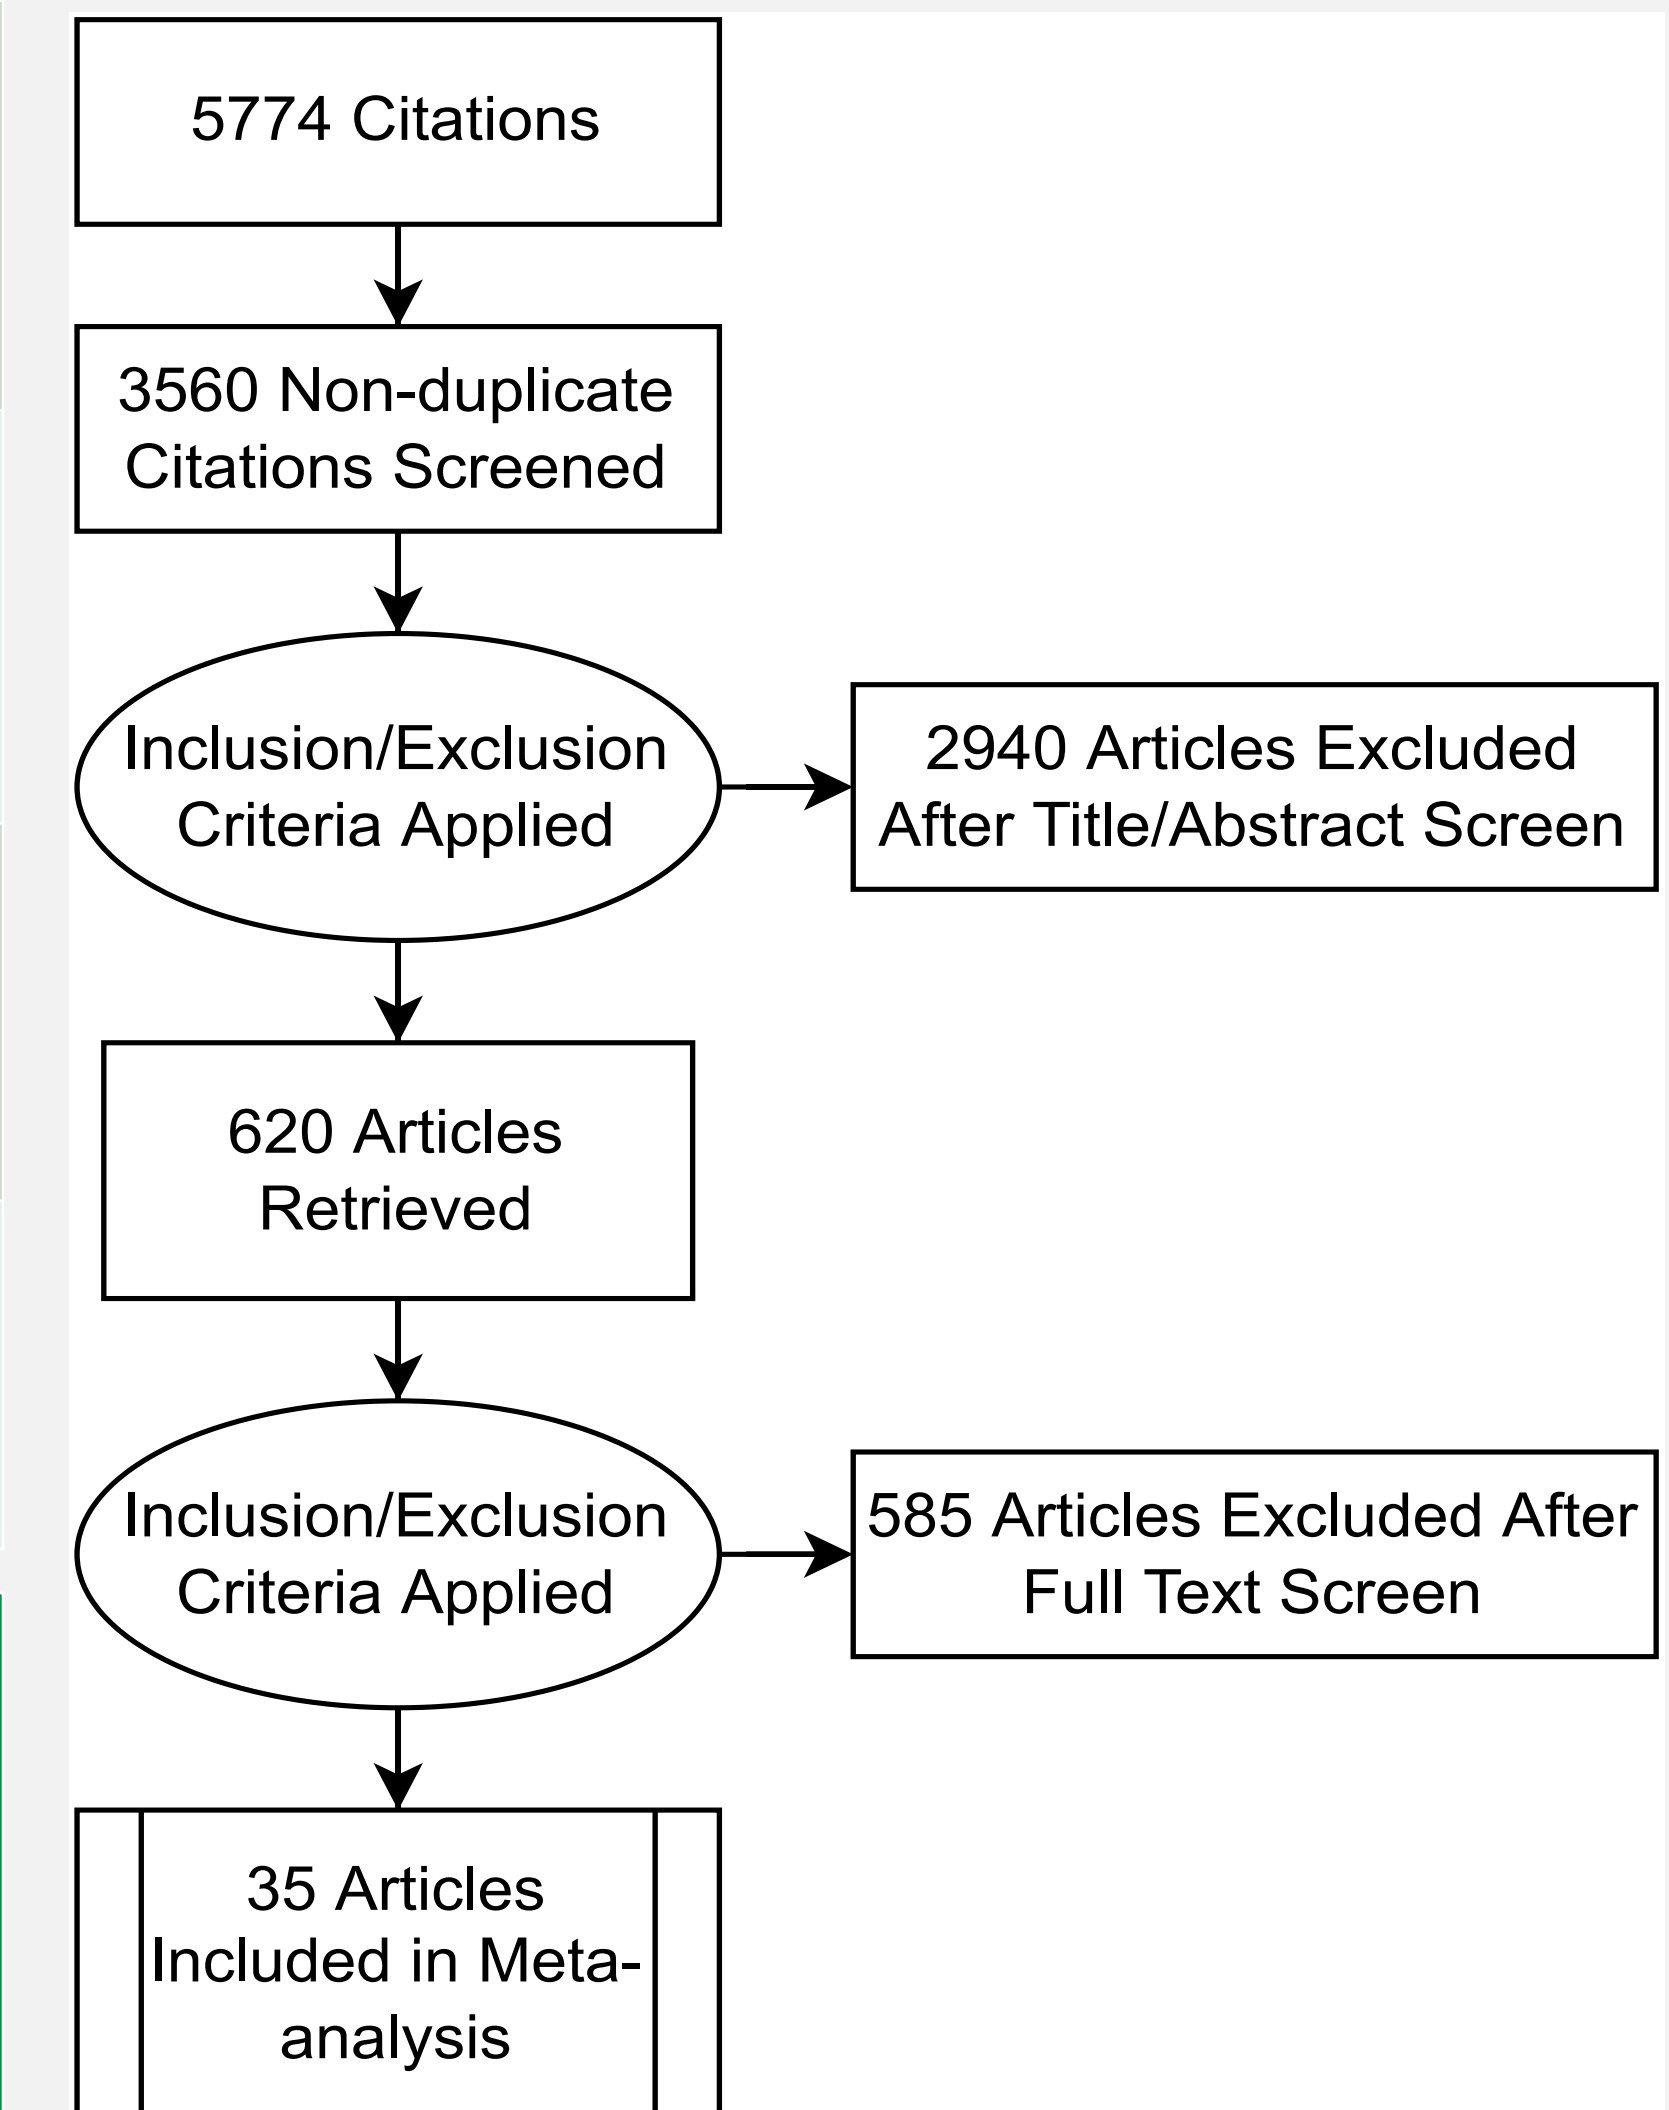 5774 Citations
3560 Non-duplicate
Citations Screened
Inclusion/Exclusion
Criteria Applied
2940 Articles Excluded
After Title/Abstract Screen
620 Articles
Retrieved
Inclusion/Exclusion
Criteria Applied
585 Articles Excluded After
Full Text Screen
35 Articles
Included in Meta-
analysis